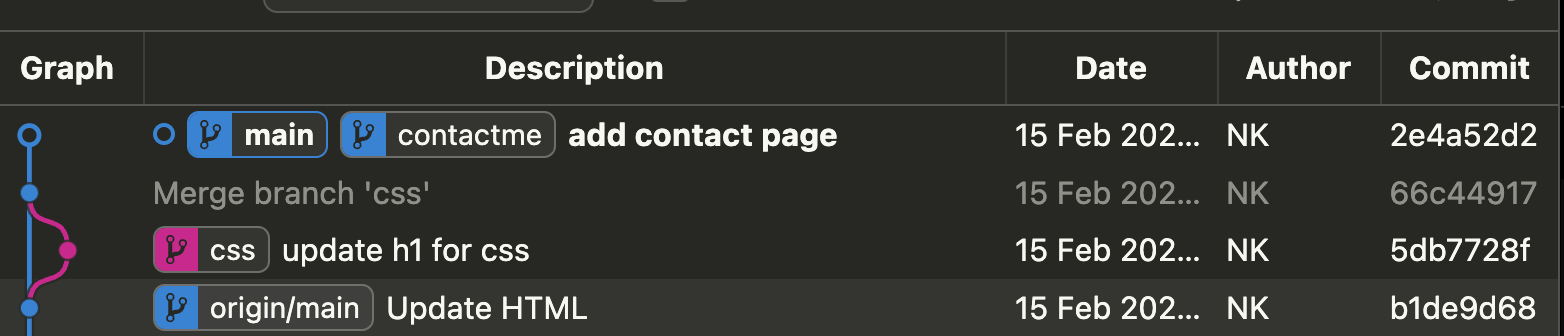 Graph Description Date Author Commit
main contactme add contact page 15 Feb 202... NK 2e4a52d2
Merge branch 'css' 15 Feb 202... NK 66c44917
css update h1 for css 15 Feb 202... NK 5db7728f
origin/main Update HTML 15 Feb 202... NK b1de9d68